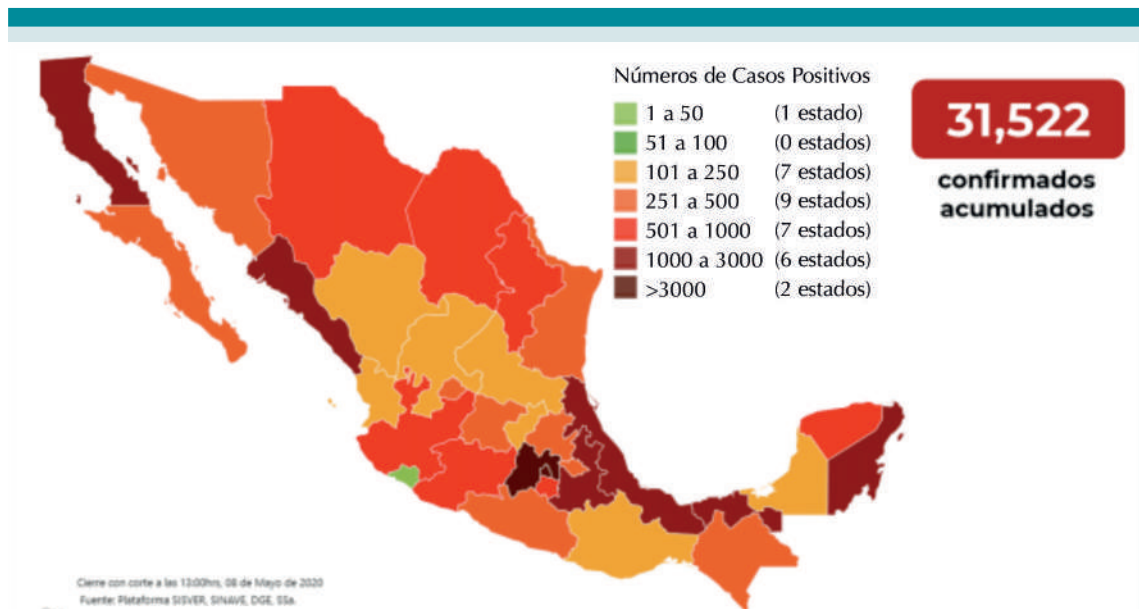 Números de Casos Positivos
1 a 50 (1 estado)
51 a 100 (0 estados)
101 a 250 (7 estados)
251 a 500 (9 estados)
501 a 1000 (7 estados)
1000 a 3000 (6 estados)
>3000 (2 estados)
31,522
confirmados
acumulados
Cierre con corte a las 13:00hrs, 08 de Mayo de 2020
Fuente: Plataforma SISVER, SINAVE, DGE, SSa.